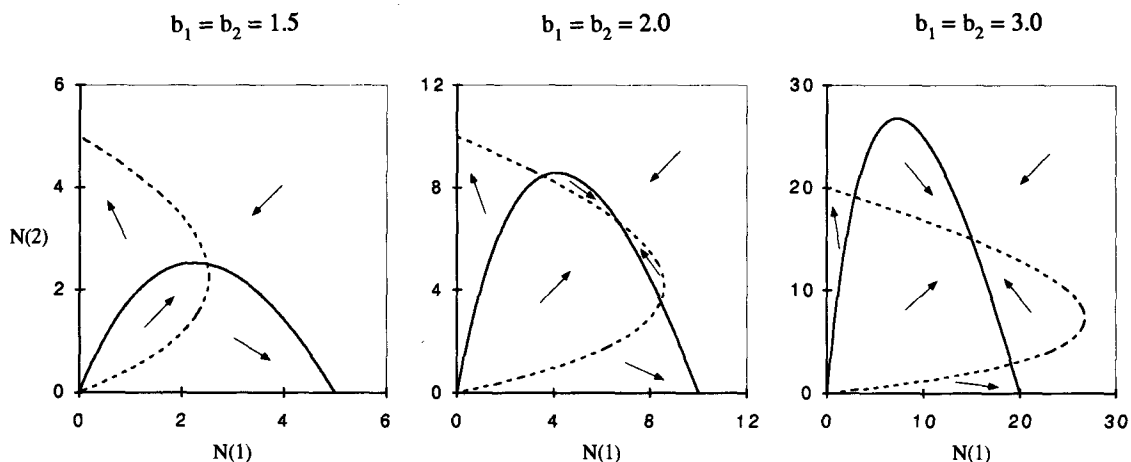 b₁ = b₂ = 1.5
b₁ = b₂ = 2.0
b₁ = b₂ = 3.0
6
4
N(2)
2
0
0 2 4 6
N(1)
12
8
4
0
0 4 8 12
N(1)
30
20
10
0
0 10 20 30
N(1)